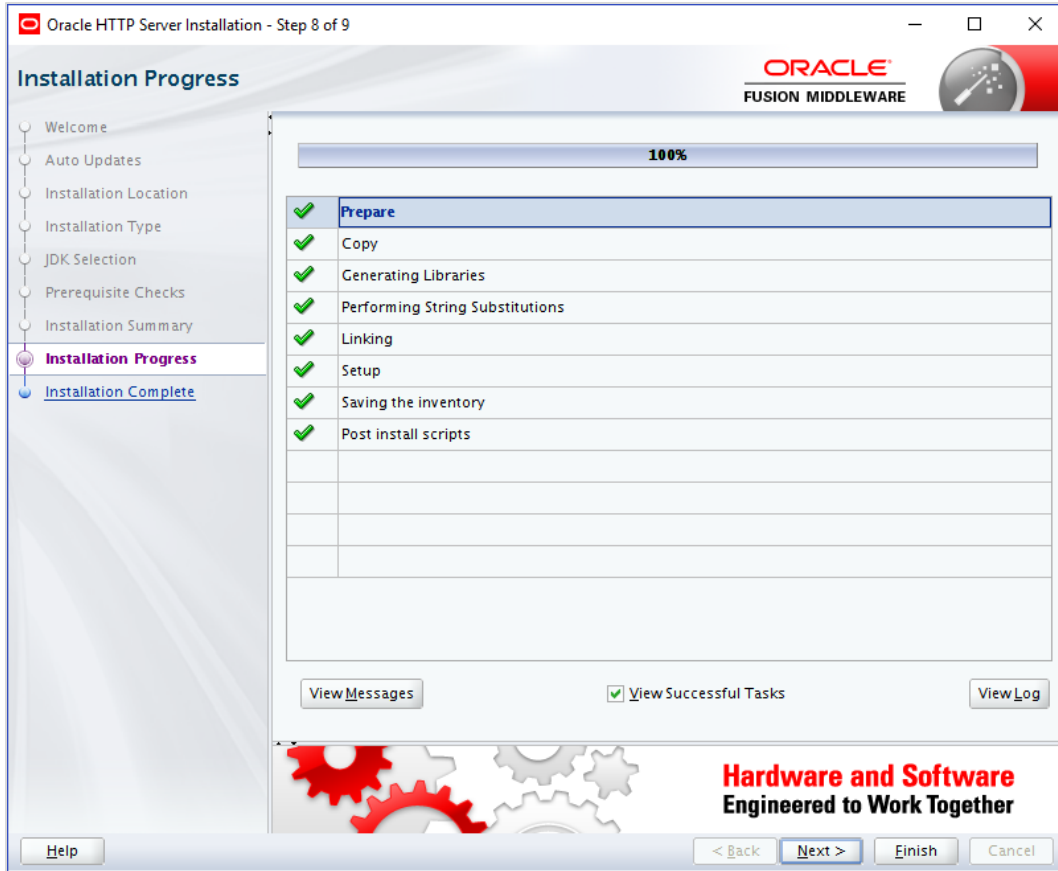 Oracle HTTP Server Installation - Step 8 of 9
Installation Progress
ORACLE®
FUSION MIDDLEWARE
Welcome
Auto Updates
Installation Location
Installation Type
JDK Selection
Prerequisite Checks
Installation Summary
Installation Progress
Installation Complete
100%
Prepare
Copy
Generating Libraries
Performing String Substitutions
Linking
Setup
Saving the inventory
Post install scripts
View Messages
View Successful Tasks
View Log
Hardware and Software
Engineered to Work Together
Help
< Back
Next >
Finish
Cancel